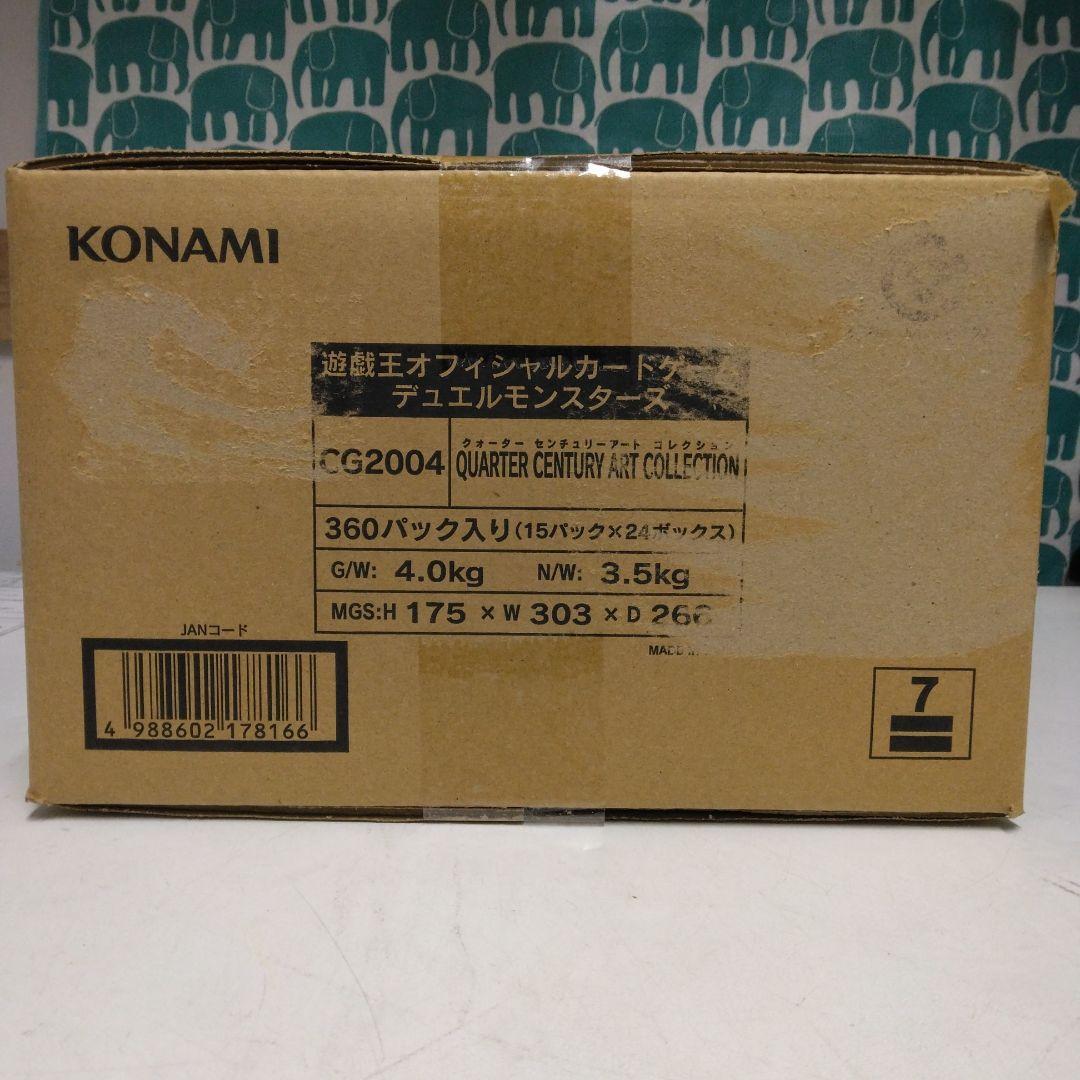 KONAMI
遊戯王オフィシャルカードゲーム
デュエルモンスターズ
クォーター センチュリーアート コレクション
CG2004 QUARTER CENTURY ART COLLECTION
360パック入り(15パック×24ボックス)
G/W: 4.0kg N/W: 3.5kg
MGS:H 175 × W 303 × D 266
MADE
JANコード
4 988602 178166
7